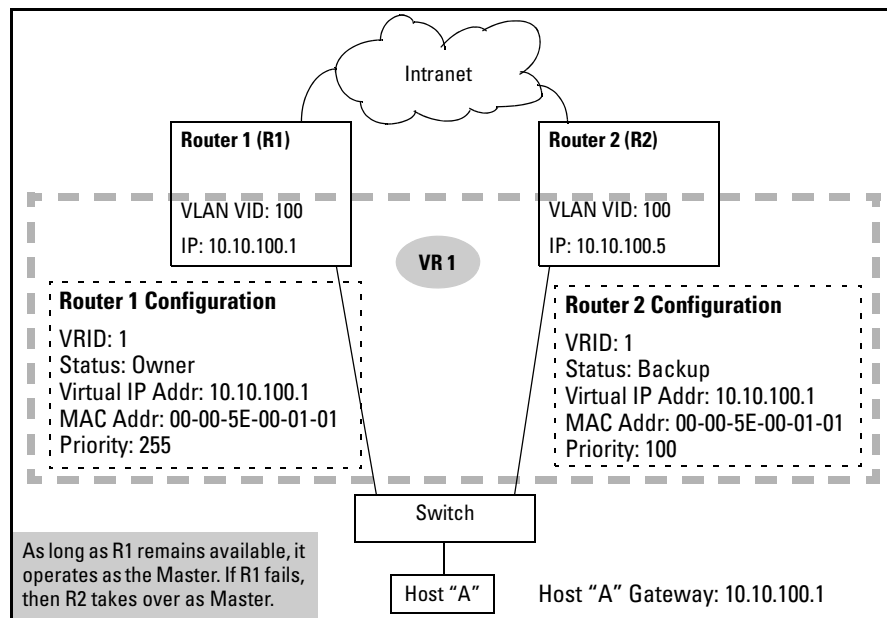 Intranet
Router 1 (R1)
VLAN VID: 100
IP: 10.10.100.1
Router 2 (R2)
VLAN VID: 100
IP: 10.10.100.5
VR 1
Router 1 Configuration
VRID: 1
Status: Owner
Virtual IP Addr: 10.10.100.1
MAC Addr: 00-00-5E-00-01-01
Priority: 255
Router 2 Configuration
VRID: 1
Status: Backup
Virtual IP Addr: 10.10.100.1
MAC Addr: 00-00-5E-00-01-01
Priority: 100
Switch
As long as R1 remains available, it
operates as the Master. If R1 fails,
then R2 takes over as Master.
Host “A”
Host “A” Gateway: 10.10.100.1